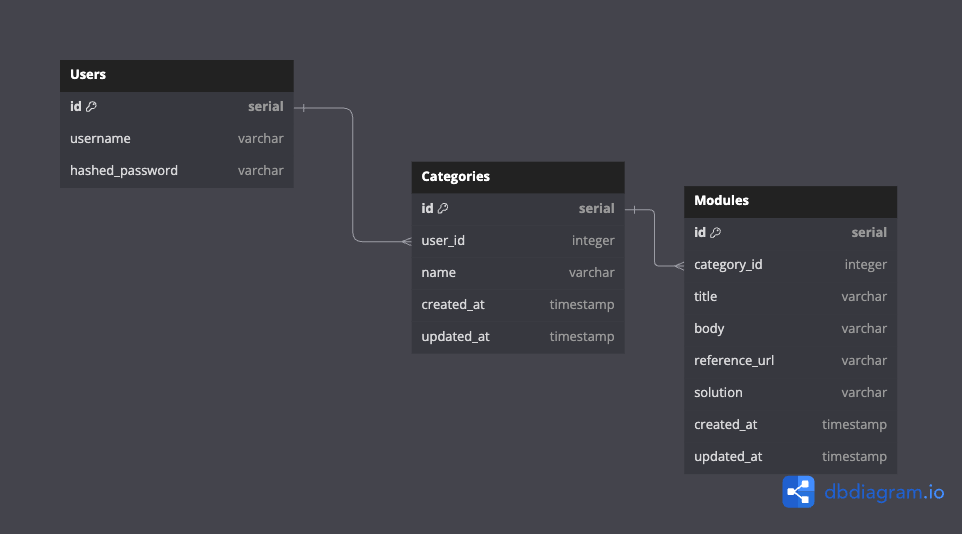 Users
id serial
username varchar
hashed_password varchar
Categories
id serial
user_id integer
name varchar
created_at timestamp
updated_at timestamp
Modules
id serial
category_id integer
title varchar
body varchar
reference_url varchar
solution varchar
created_at timestamp
updated_at timestamp
dbdiagram.io